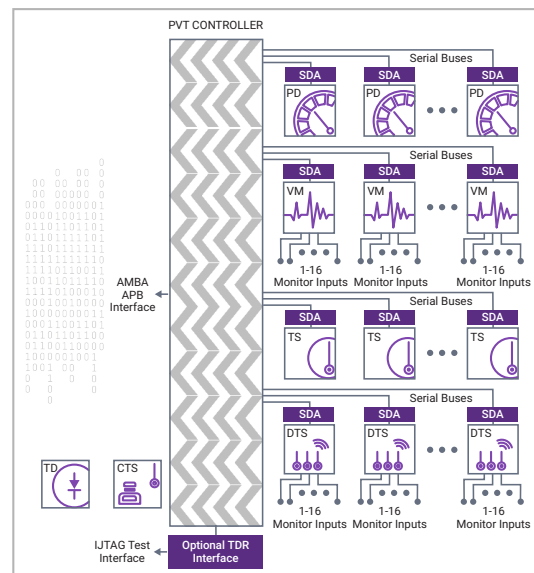 PVT CONTROLLER
Serial Buses
SDA SDA SDA
PD PD PD
Serial Buses
SDA SDA SDA
VM VM VM
1-16 1-16 1-16
Monitor Inputs Monitor Inputs Monitor Inputs
AMBA
APB
Interface
Serial Buses
SDA SDA SDA
TS TS TS
Serial Buses
SDA SDA SDA
DTS DTS DTS
1-16 1-16 1-16
Monitor Inputs Monitor Inputs Monitor Inputs
TD CTS
IJTAG Test
Interface
Optional TDR
Interface